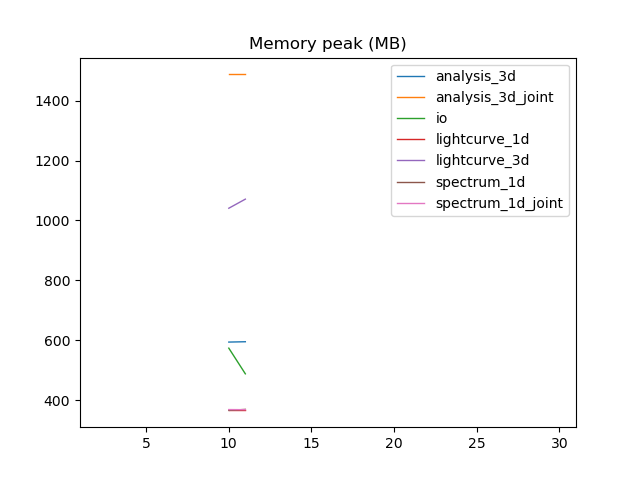 Memory peak (MB)
analysis_3d
analysis_3d_joint
io
lightcurve_1d
lightcurve_3d
spectrum_1d
spectrum_1d_joint
1400
1200
1000
800
600
400
5 10 15 20 25 30